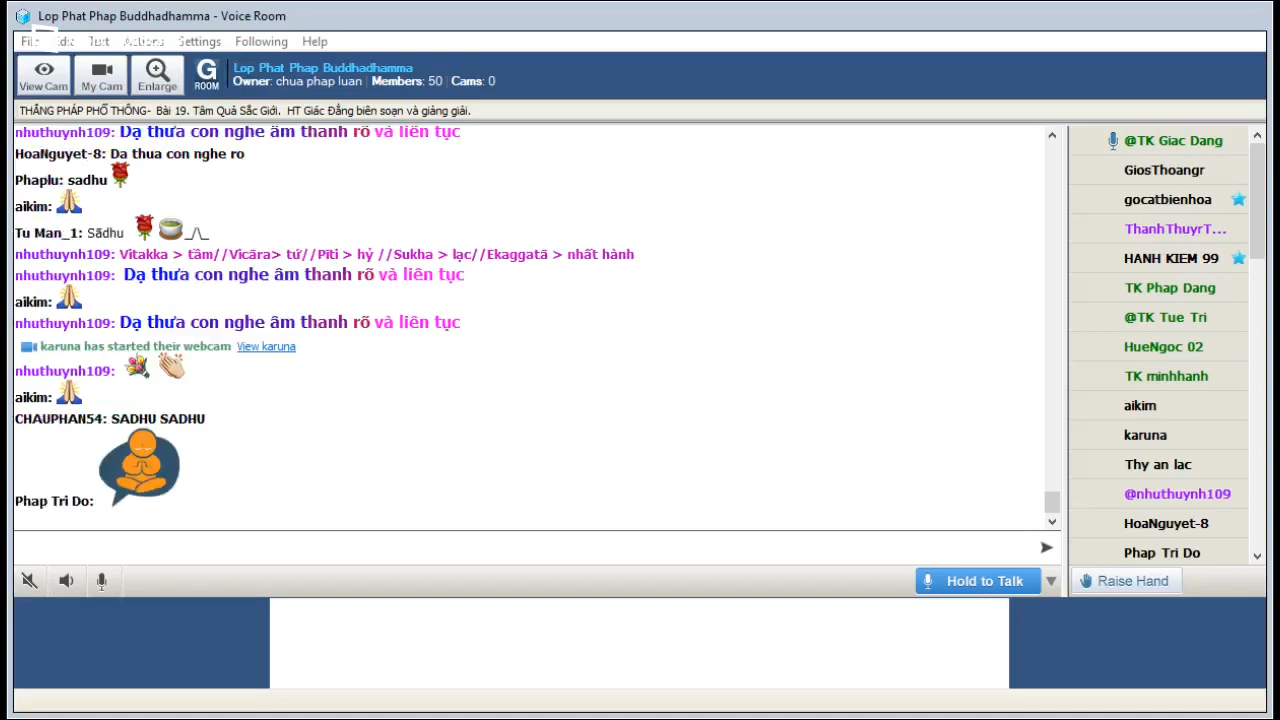 Lop Phat Phap Buddhadhamma - Voice Room
Text Actions Settings Following Help
View Cam
My Cam
Enlarge
G
ROOM
Lop Phat Phap Buddhadhamma
Owner: chua phap luan Members: 50 Cams: 0
THẮNG PHÁP PHỔ THÔNG- Bài 19. Tâm Quả Sắc Giới. HT Giác Đẳng biên soạn và giảng giải.
nhuthuynh109: Dạ thưa con nghe âm thanh rõ và liên tục
HoaNguyet-8: Da thua con nghe ro
Phaplu: sadhu
aikim:
Tu Man_1: Sādhu _/\_
nhuthuynh109: Vitakka > tầm//Vicāra> tứ//Pīti > hỷ //Sukha > lạc//Ekaggatā > nhất hành
nhuthuynh109: Dạ thưa con nghe âm thanh rõ và liên tục
aikim:
nhuthuynh109: Dạ thưa con nghe âm thanh rõ và liên tục
karuna has started their webcam View karuna
nhuthuynh109:
aikim:
CHAUPHAN54: SADHU SADHU
Phap Tri Do:
Hold to Talk
@TK Giac Dang
GiosThoangr
gocatbienhoa
ThanhThuyrT...
HANH KIEM 99
TK Phap Dang
@TK Tue Tri
HueNgoc 02
TK minhhanh
aikim
karuna
Thy an lac
@nhuthuynh109
HoaNguyet-8
Phap Tri Do
Raise Hand